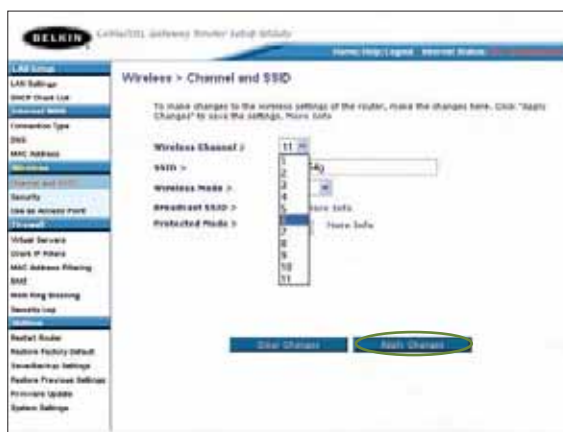 BELKIN Cable/DSL Gateway Router Setup Utility
Home|Help|Logout Internet Status:
LAN Setup
LAN Settings
DHCP Client List
Internet WAN
Connection Type
DNS
MAC Address
Wireless
Channel and SSID
Security
Use as Access Point
Firewall
Virtual Servers
Client IP Filters
MAC Address Filtering
DMZ
WAN Ping Blocking
Security Log
Utilities
Restart Router
Restore Factory Default
Save/Backup Settings
Restore Previous Settings
Firmware Update
System Settings
Wireless > Channel and SSID
To make changes to the wireless settings of the router, make the changes here. Click "Apply
Changes" to save the settings. More Info
Wireless Channel > 11
SSID > 54g
Wireless Mode >
Broadcast SSID > More Info
Protected Mode > More Info
1
2
3
4
5
6
7
8
9
10
11
Clear Changes Apply Changes